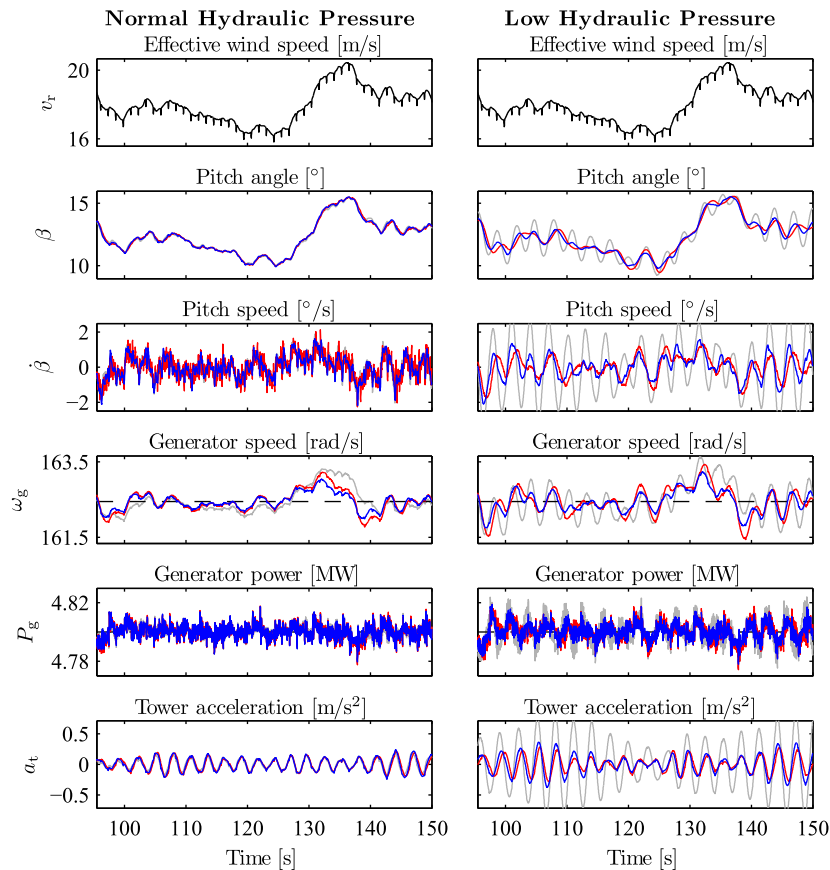 Normal Hydraulic Pressure
Low Hydraulic Pressure
Effective wind speed [m/s]
Effective wind speed [m/s]
20
16
v_r
Pitch angle [°]
Pitch angle [°]
15
10
β
Pitch speed [°/s]
Pitch speed [°/s]
2
0
−2
β̇
Generator speed [rad/s]
Generator speed [rad/s]
163.5
161.5
ω_g
Generator power [MW]
Generator power [MW]
4.82
4.78
P_g
Tower acceleration [m/s²]
Tower acceleration [m/s²]
0.5
0
−0.5
a_t
100 110 120 130 140 150
100 110 120 130 140 150
Time [s]
Time [s]